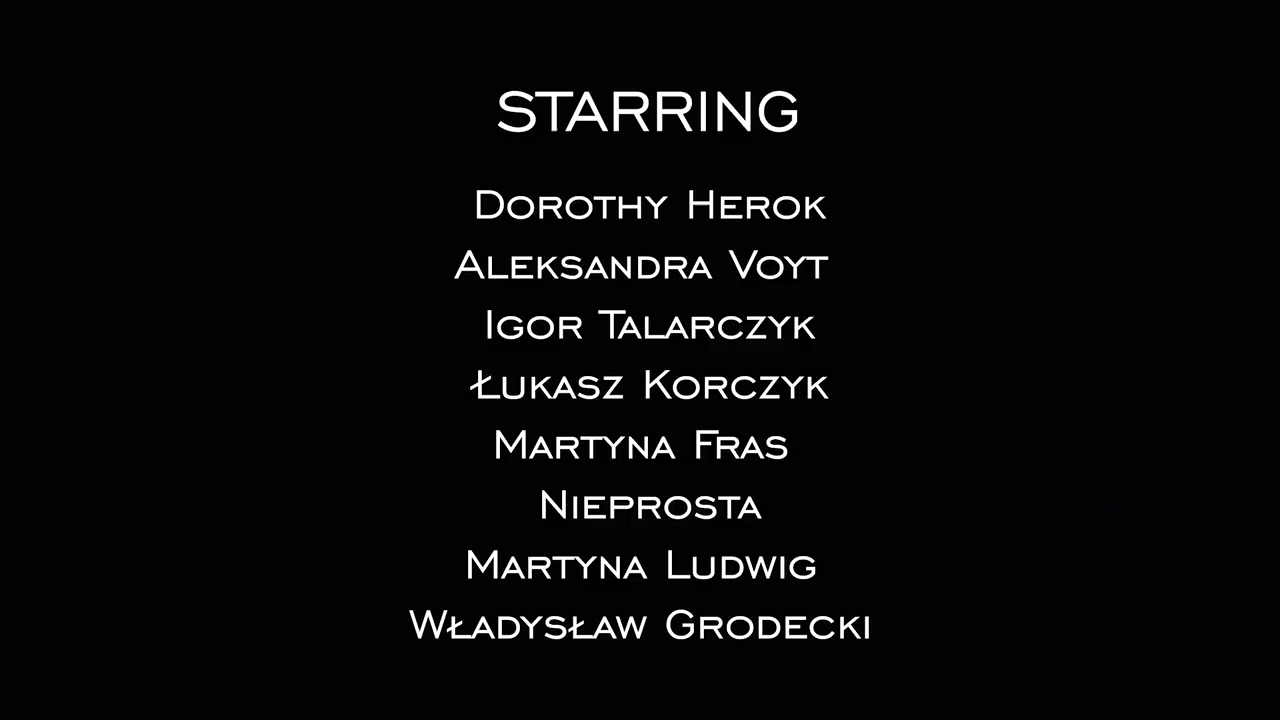 STARRING
Dorothy Herok
Aleksandra Voyt
Igor Talarczyk
Łukasz Korczyk
Martyna Fras
Nieprosta
Martyna Ludwig
Władysław Grodecki